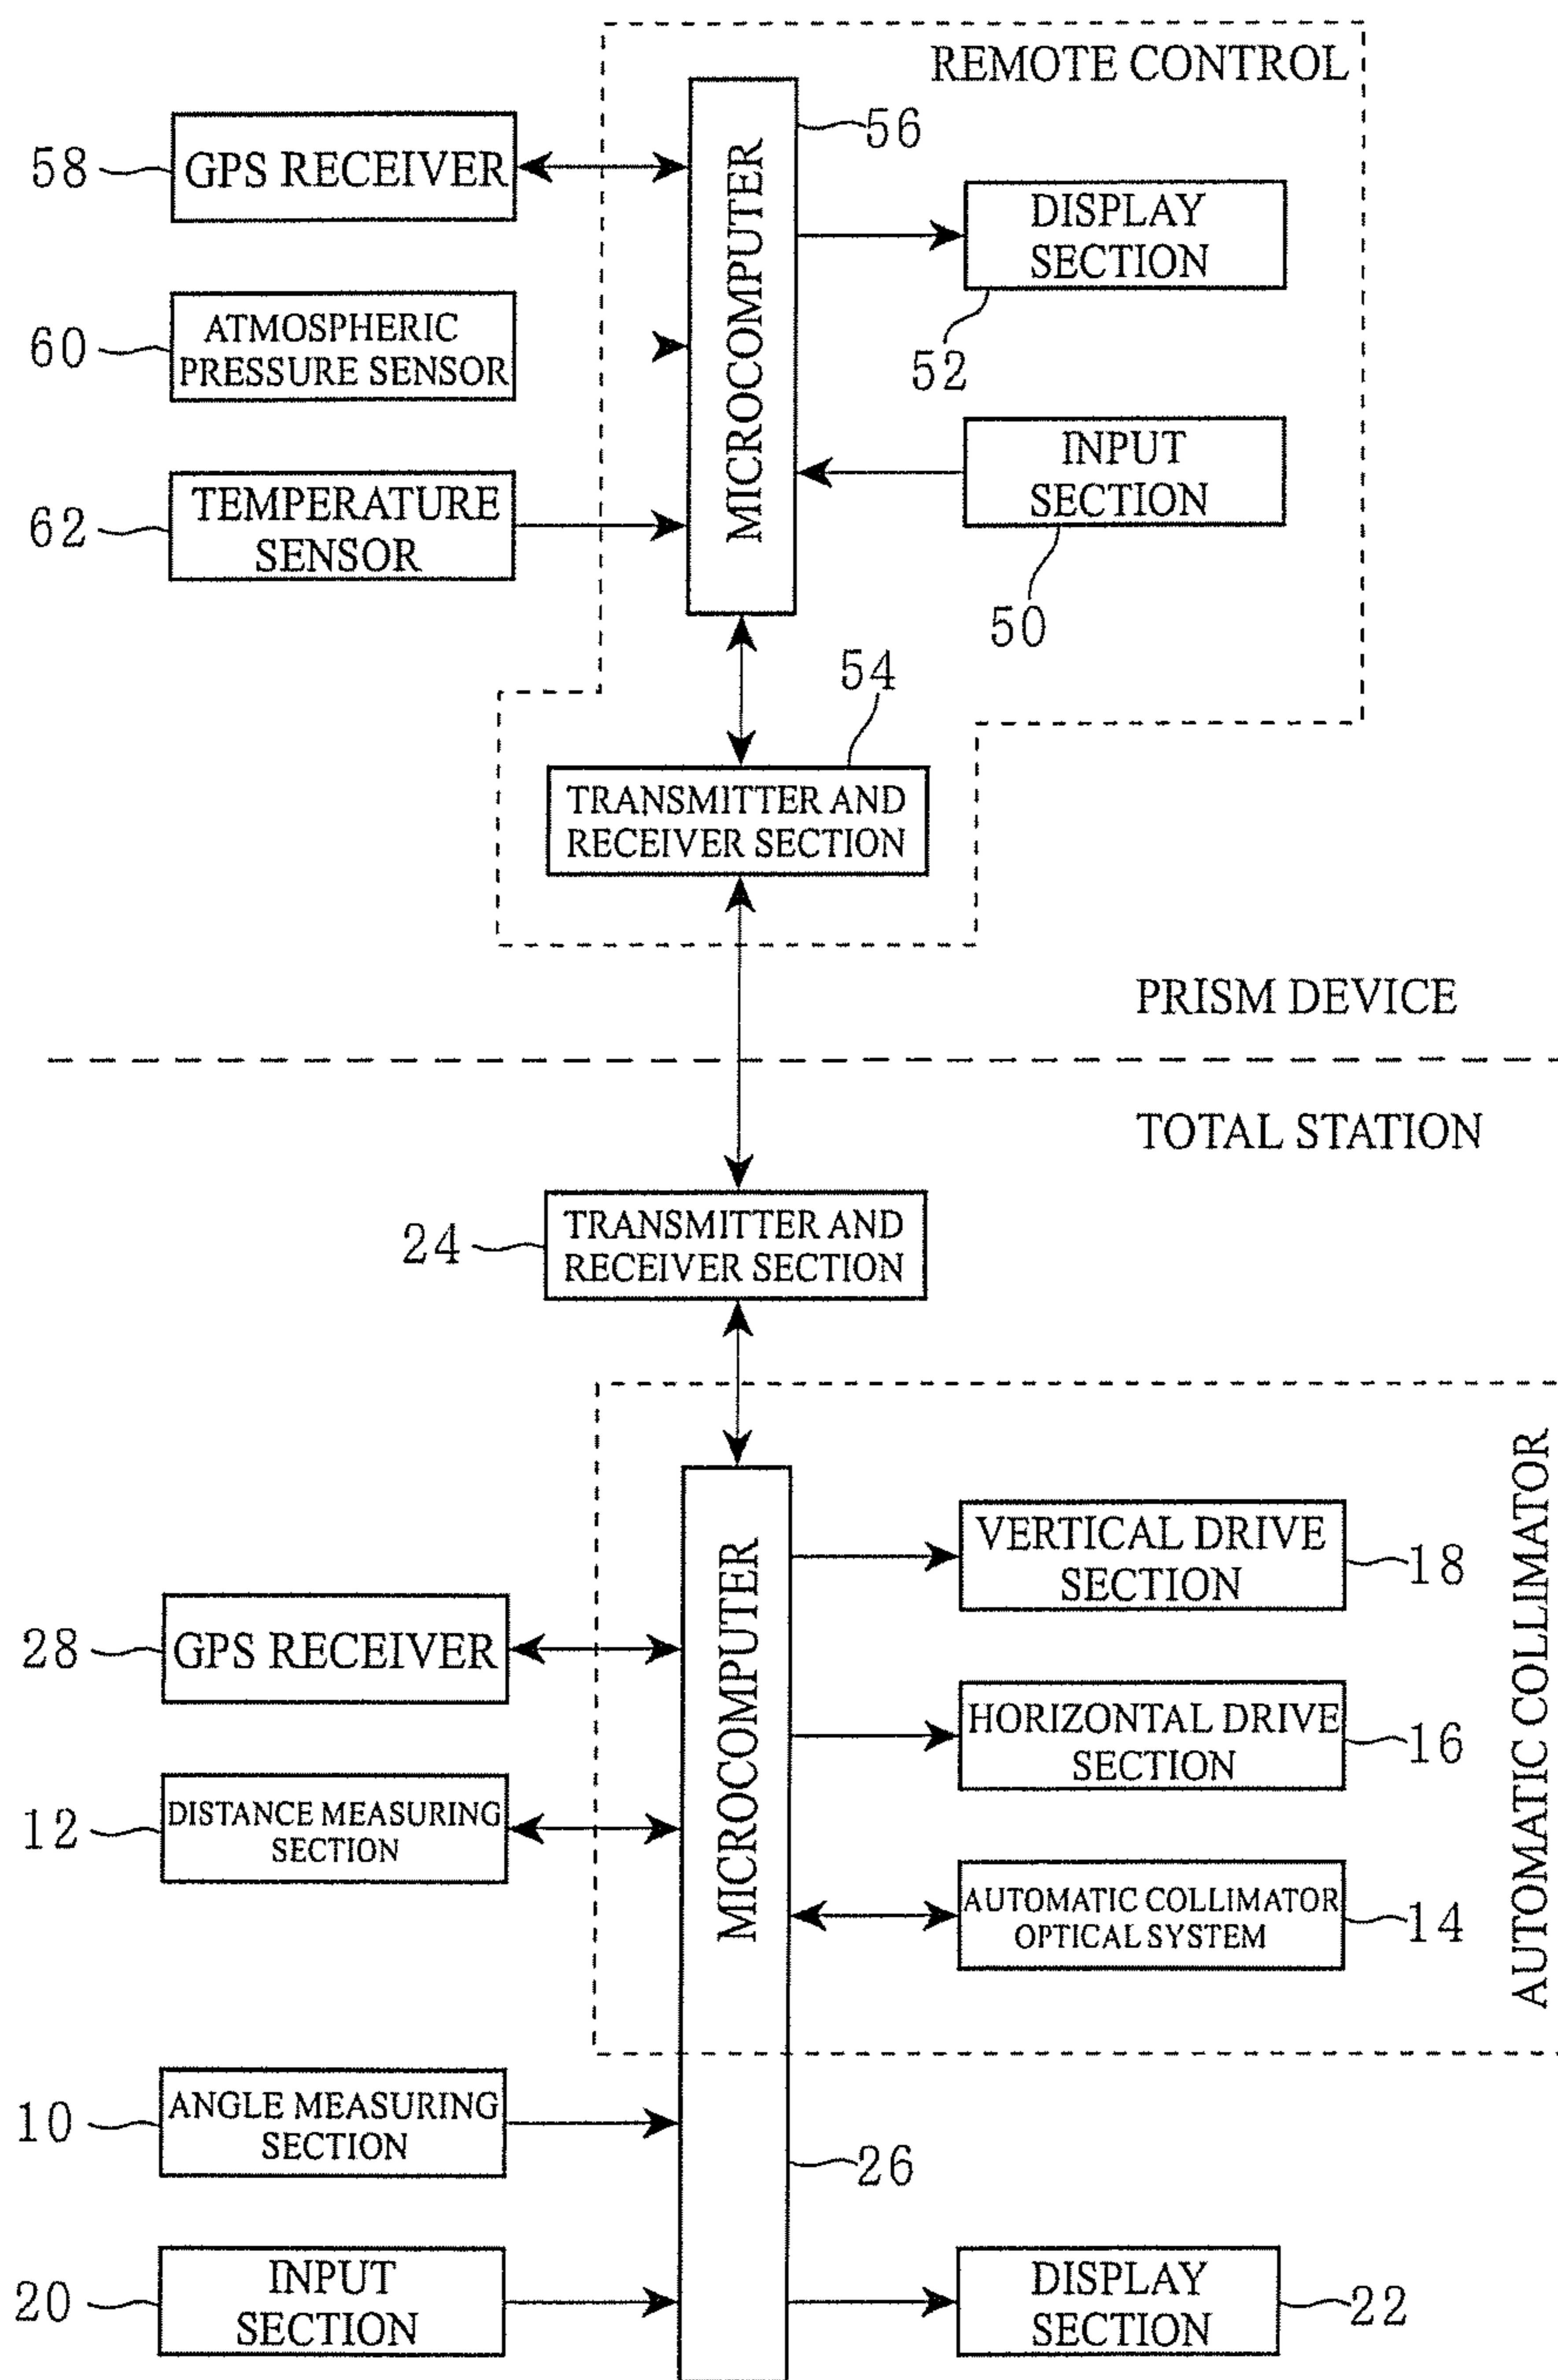 REMOTE CONTROL
56
MICROCOMPUTER
58
GPS RECEIVER
DISPLAY
SECTION
52
60
ATMOSPHERIC
PRESSURE SENSOR
INPUT
SECTION
50
62
TEMPERATURE
SENSOR
54
TRANSMITTER AND
RECEIVER SECTION
PRISM DEVICE
TOTAL STATION
24
TRANSMITTER AND
RECEIVER SECTION
AUTOMATIC COLLIMATOR
MICROCOMPUTER
VERTICAL DRIVE
SECTION
18
28
GPS RECEIVER
HORIZONTAL DRIVE
SECTION
16
12
DISTANCE MEASURING
SECTION
AUTOMATIC COLLIMATOR
OPTICAL SYSTEM
14
10
ANGLE MEASURING
SECTION
26
20
INPUT
SECTION
DISPLAY
SECTION
22